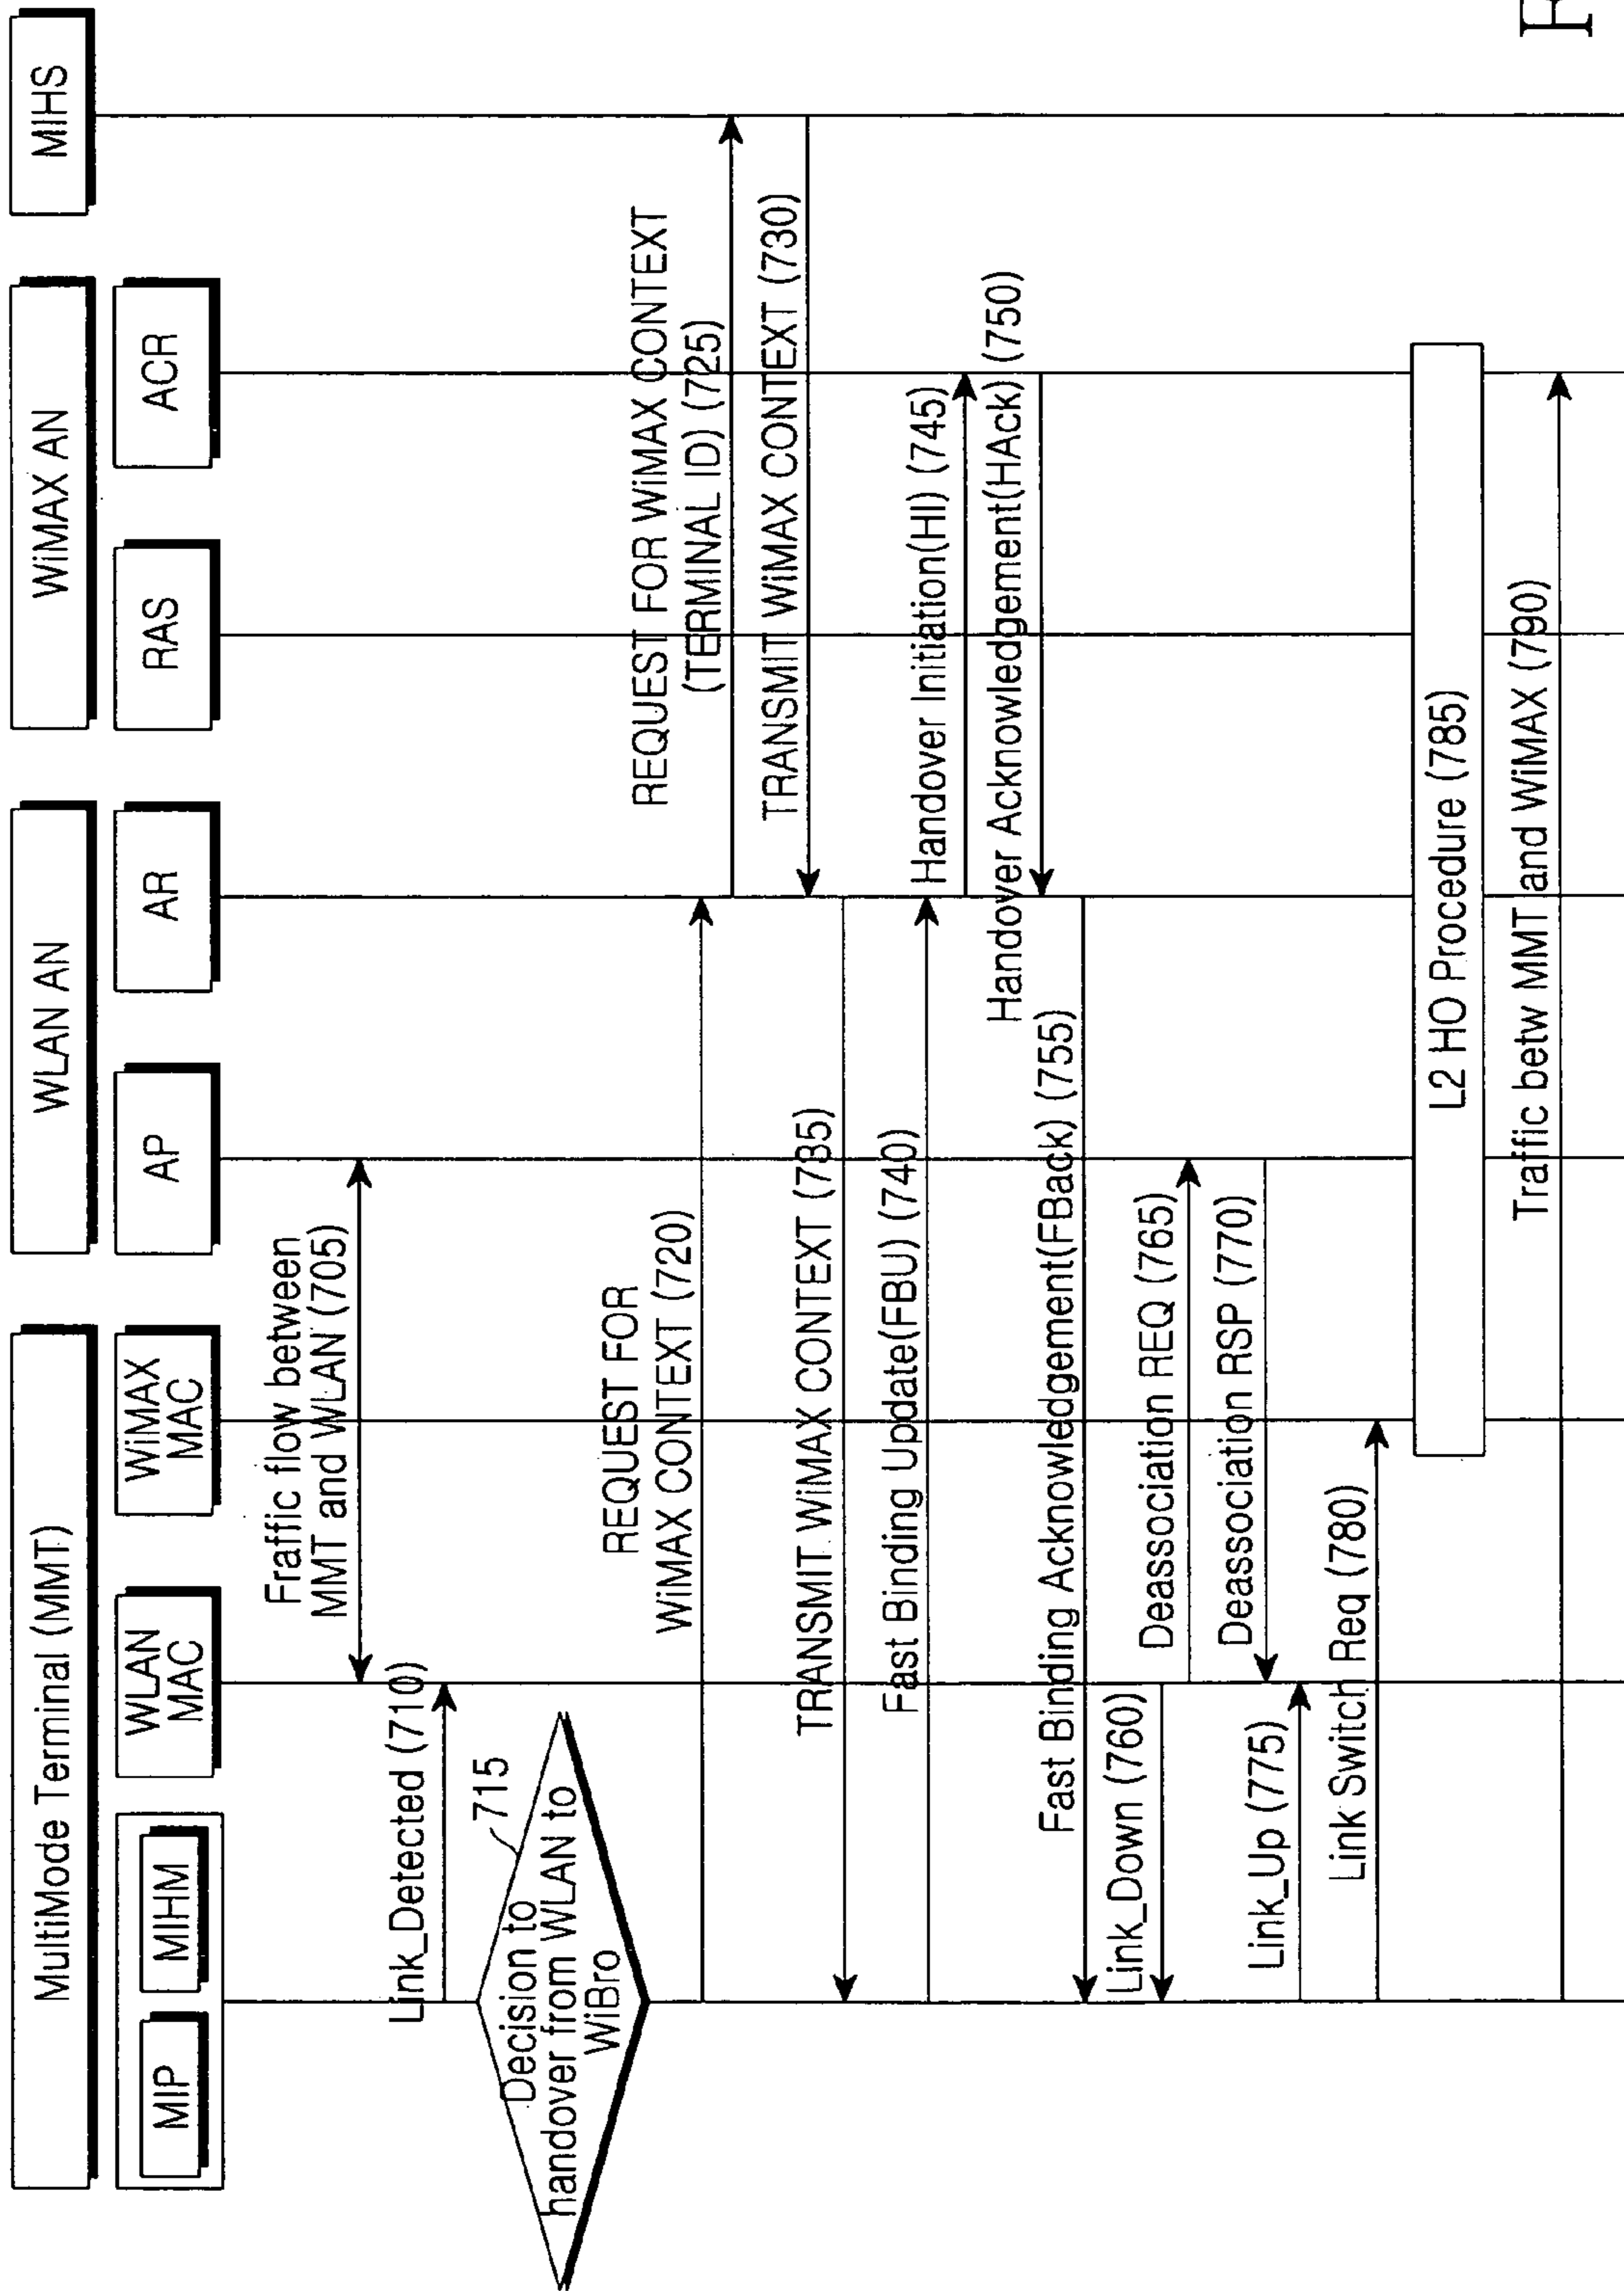 MultiMode Terminal (MMT)
WLAN AN
WiMAX AN
MIHS
MIP
MIHM
WLAN
MAC
WiMAX
MAC
AP
AR
RAS
ACR
Fraffic flow between
MMT and WLAN (705)
Link_Detected (710)
715
Decision to
handover from WLAN to
WiBro
REQUEST FOR
WiMAX CONTEXT (720)
REQUEST FOR WiMAX CONTEXT
(TERMINAL ID) (725)
TRANSMIT WiMAX CONTEXT (730)
TRANSMIT WiMAX CONTEXT (735)
Fast Binding Update(FBU) (740)
Handover Initiation(HI) (745)
Handover Acknowledgement(HAck) (750)
Fast Binding Acknowledgement(FBack) (755)
Link_Down (760)
Deassociation REQ (765)
Deassociation RSP (770)
Link_Up (775)
Link Switch Req (780)
L2 HO Procedure (785)
Traffic betw MMT and WiMAX (790)